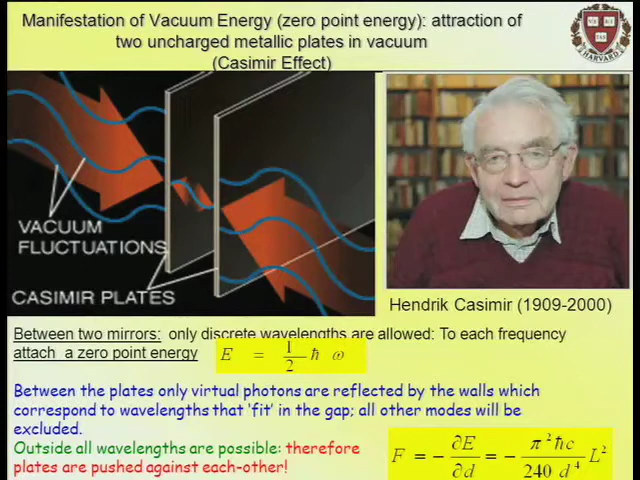 Manifestation of Vacuum Energy (zero point energy): attraction of
two uncharged metallic plates in vacuum
(Casimir Effect)
HARVARD
VACUUM
FLUCTUATIONS
CASIMIR PLATES
Hendrik Casimir (1909-2000)
Between two mirrors: only discrete wavelengths are allowed: To each frequency
attach a zero point energy E = 1/2 ℏ ω
Between the plates only virtual photons are reflected by the walls which
correspond to wavelengths that 'fit' in the gap; all other modes will be
excluded.
Outside all wavelengths are possible: therefore
plates are pushed against each-other!
F = − ∂E/∂d = − π²ℏc/240 d⁴ L²